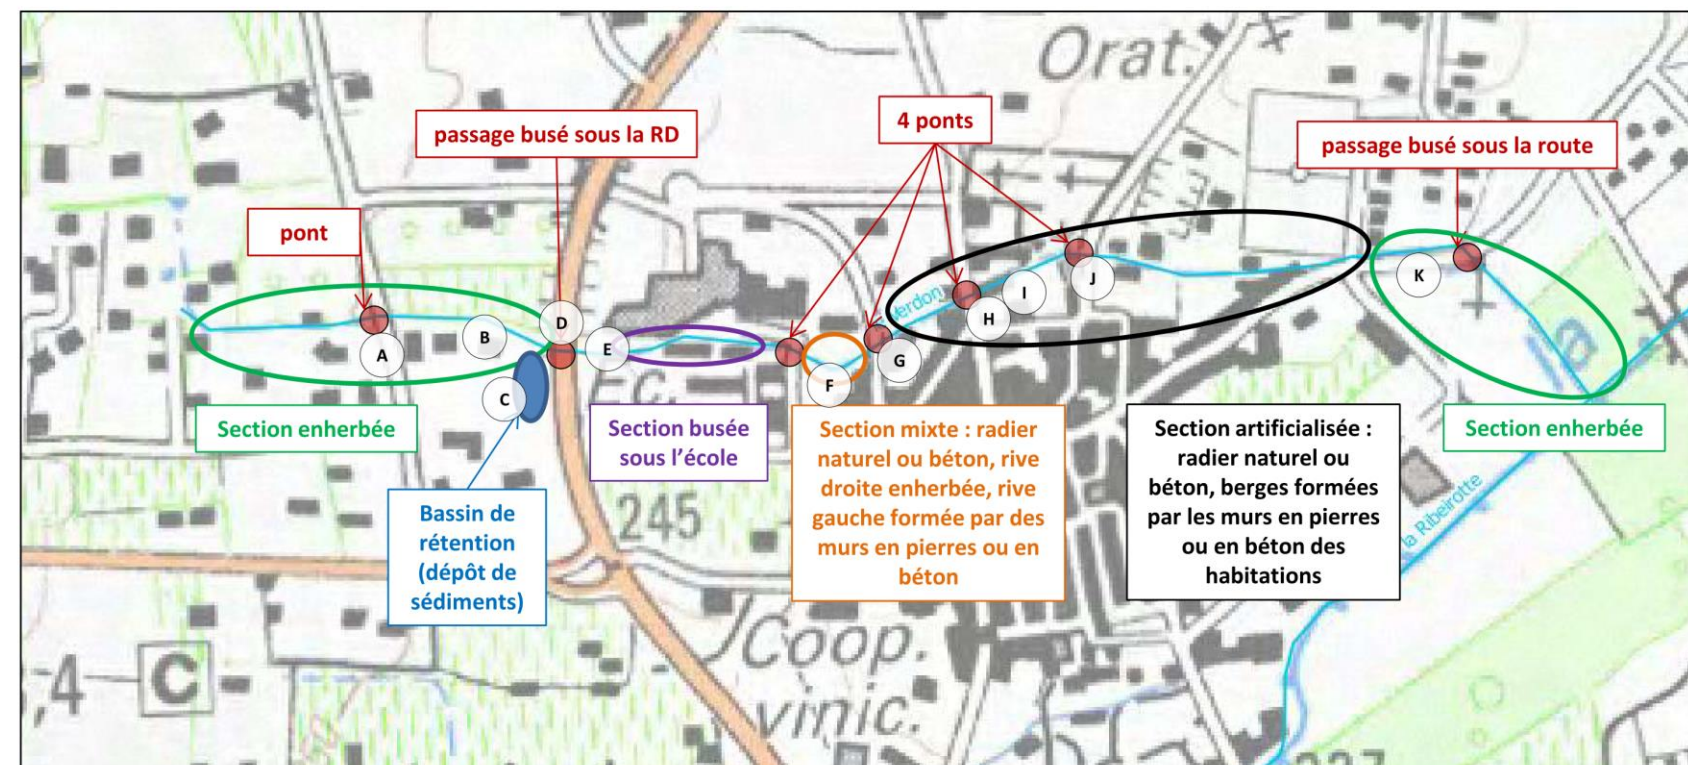 Orat.
4 ponts
passage busé sous la RD
passage busé sous la route
pont
Verdon
A
B
C
D
E
F
G
H
I
J
K
Ec.
Section enherbée
Section busée
sous l'école
Section mixte : radier
naturel ou béton, rive
droite enherbée, rive
gauche formée par des
murs en pierres ou en
béton
Section artificialisée :
radier naturel ou
béton, berges formées
par les murs en pierres
ou en béton des
habitations
Section enherbée
Bassin de
rétention
(dépôt de
sédiments)
245
la Ribeirotte
la
Coop.
vinic.
,4
C